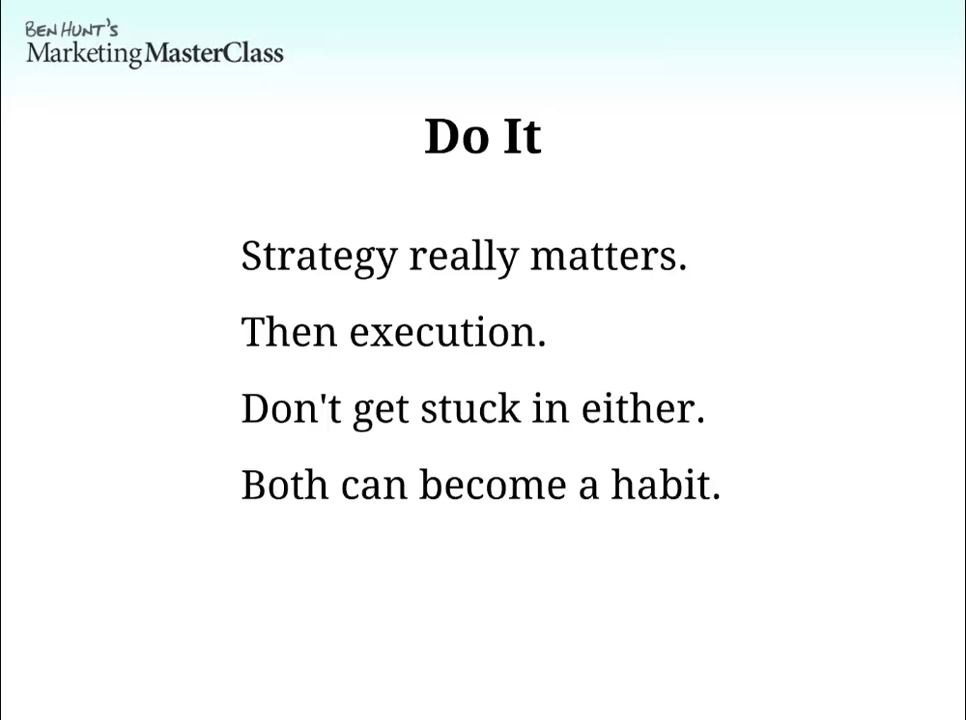 BEN HUNT'S
Marketing MasterClass
Do It
Strategy really matters.
Then execution.
Don't get stuck in either.
Both can become a habit.